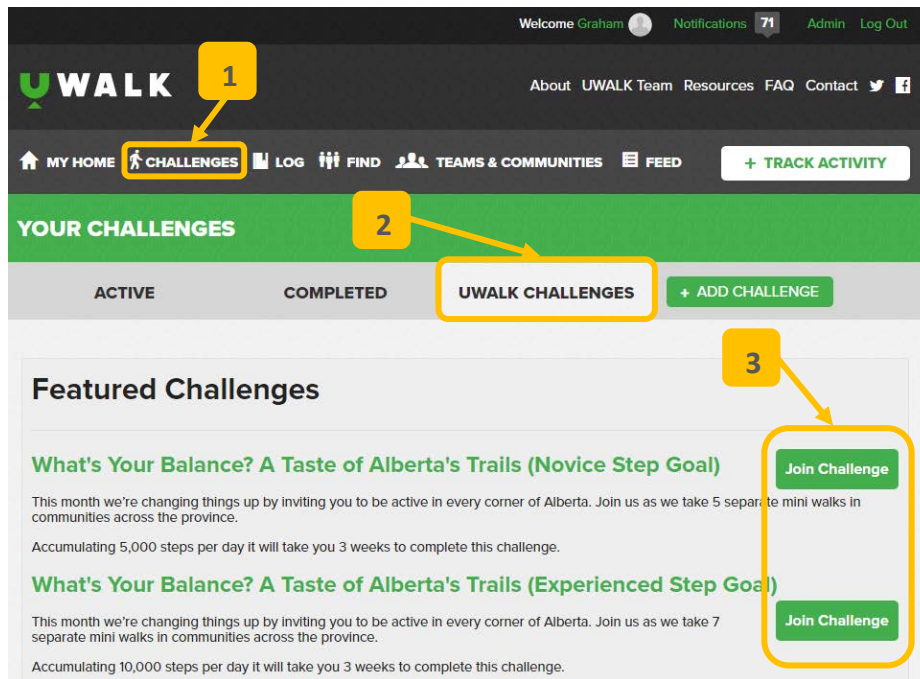 Welcome Graham Notifications 71 Admin Log Out
UWALK
1
About UWALK Team Resources FAQ Contact
MY HOME CHALLENGES LOG FIND TEAMS & COMMUNITIES FEED + TRACK ACTIVITY
YOUR CHALLENGES
2
ACTIVE COMPLETED UWALK CHALLENGES + ADD CHALLENGE
3
Featured Challenges
What's Your Balance? A Taste of Alberta's Trails (Novice Step Goal)
Join Challenge
This month we're changing things up by inviting you to be active in every corner of Alberta. Join us as we take 5 separate mini walks in
communities across the province.
Accumulating 5,000 steps per day it will take you 3 weeks to complete this challenge.
What's Your Balance? A Taste of Alberta's Trails (Experienced Step Goal)
This month we're changing things up by inviting you to be active in every corner of Alberta. Join us as we take 7
Join Challenge
separate mini walks in communities across the province.
Accumulating 10,000 steps per day it will take you 3 weeks to complete this challenge.